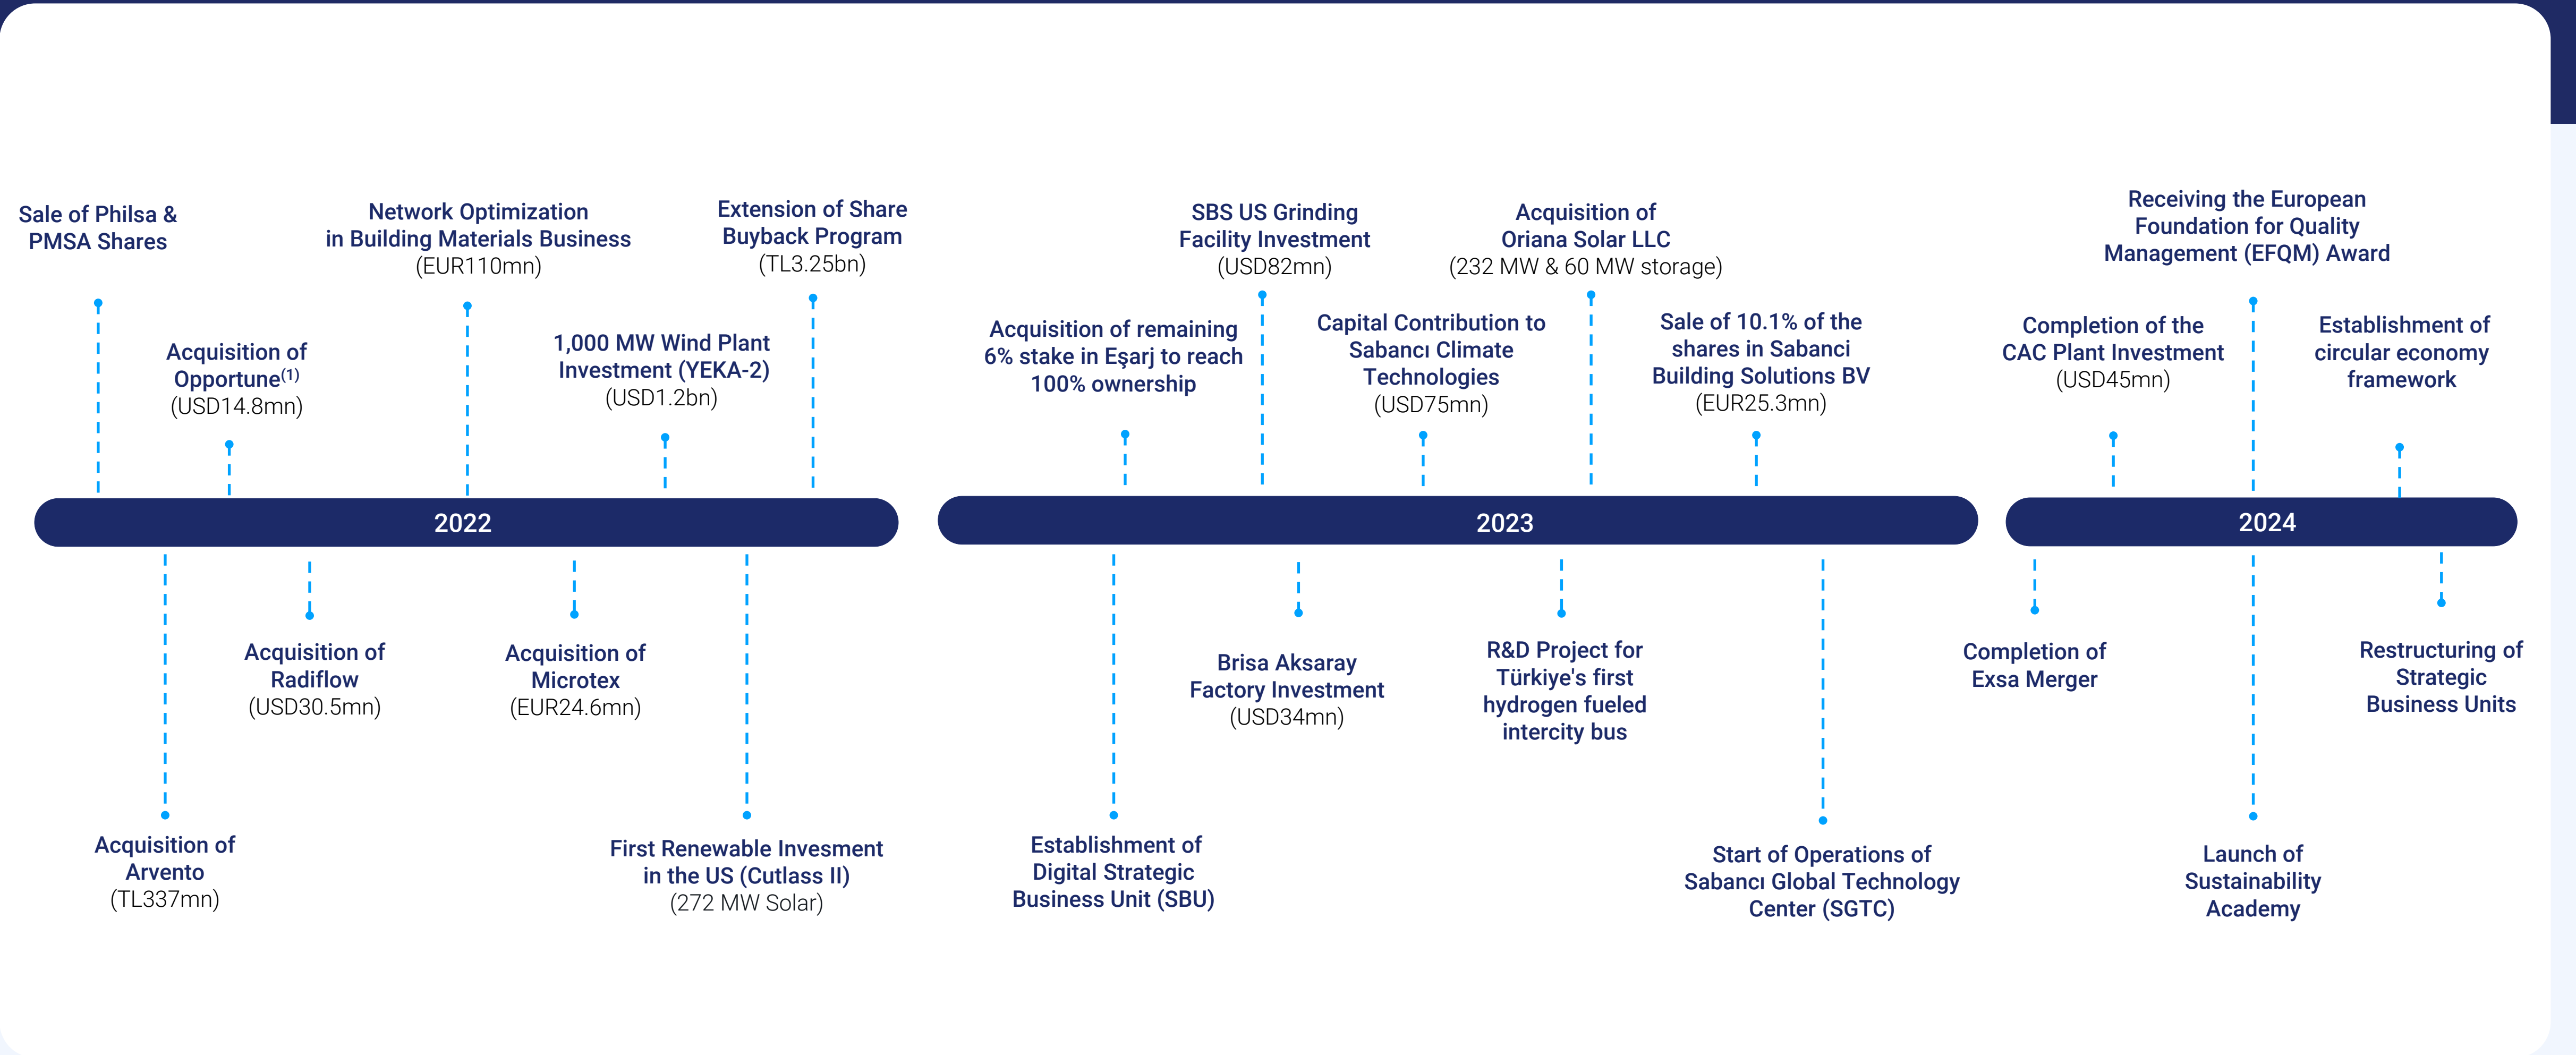 Sale of Philsa &
PMSA Shares
Acquisition of
Opportune(1)
(USD14.8mn)
Network Optimization
in Building Materials Business
(EUR110mn)
1,000 MW Wind Plant
Investment (YEKA-2)
(USD1.2bn)
Extension of Share
Buyback Program
(TL3.25bn)
2022
Acquisition of
Arvento
(TL337mn)
Acquisition of
Radiflow
(USD30.5mn)
Acquisition of
Microtex
(EUR24.6mn)
First Renewable Invesment
in the US (Cutlass II)
(272 MW Solar)
Acquisition of remaining
6% stake in Eşarj to reach
100% ownership
SBS US Grinding
Facility Investment
(USD82mn)
Capital Contribution to
Sabancı Climate
Technologies
(USD75mn)
Acquisition of
Oriana Solar LLC
(232 MW & 60 MW storage)
Sale of 10.1% of the
shares in Sabanci
Building Solutions BV
(EUR25.3mn)
2023
Establishment of
Digital Strategic
Business Unit (SBU)
Brisa Aksaray
Factory Investment
(USD34mn)
R&D Project for
Türkiye's first
hydrogen fueled
intercity bus
Start of Operations of
Sabancı Global Technology
Center (SGTC)
Completion of the
CAC Plant Investment
(USD45mn)
Receiving the European
Foundation for Quality
Management (EFQM) Award
Establishment of
circular economy
framework
2024
Completion of
Exsa Merger
Launch of
Sustainability
Academy
Restructuring of
Strategic
Business Units